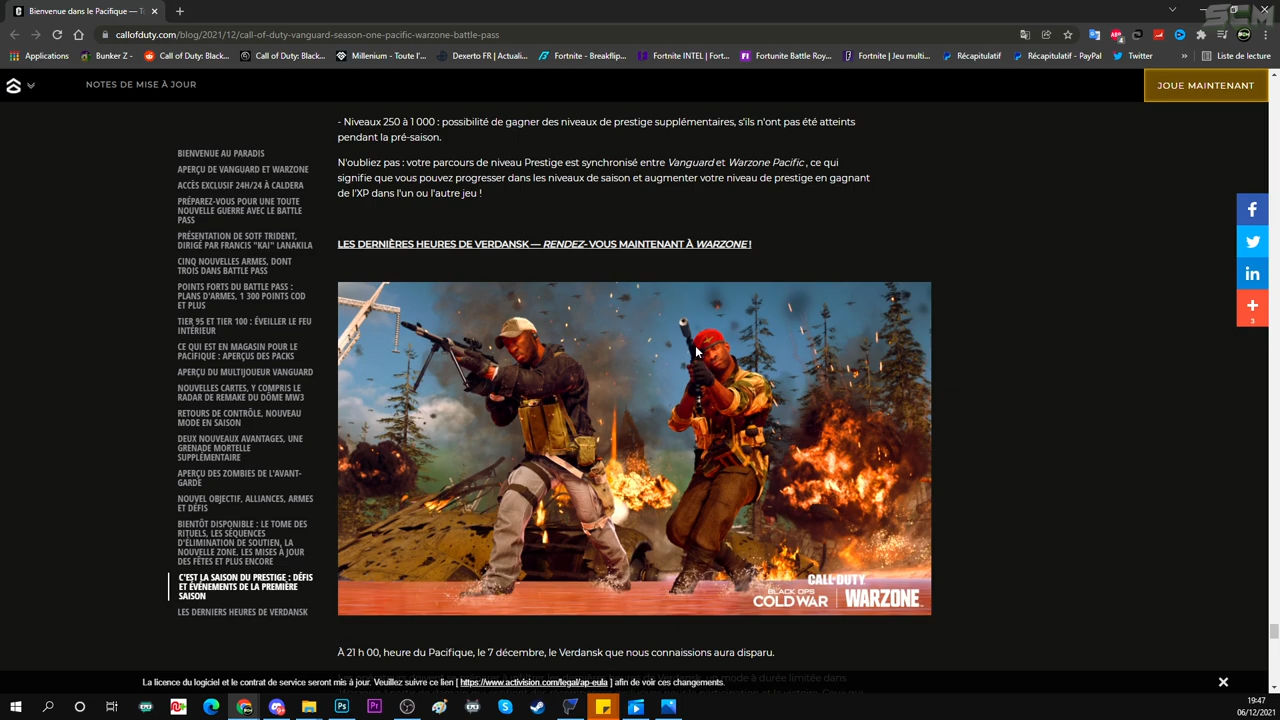 Bienvenue dans le Pacifique — T
callofduty.com/blog/2021/12/call-of-duty-vanguard-season-one-warzone-battle-pass
Applications
Bunker Z -
Call of Duty: Black...
Call of Duty: Black...
Millenium - Toute l'...
Dexerto FR | Actuali...
Fortnite - Breakflip...
Fortnite INTEL | Fort...
Fortunite Battle Roy...
Fortnite | Jeu multi...
Récapitulatif
Récapitulatif - PayPal
Twitter
»
Liste de lecture
NOTES DE MISE À JOUR
JOUE MAINTENANT
BIENVENUE AU PARADIS
APERÇU DE VANGUARD ET WARZONE
ACCÈS EXCLUSIF 24H/24 À CALDERA
PRÉPAREZ-VOUS POUR UNE TOUTE
NOUVELLE GUERRE AVEC LE BATTLE
PASS
PRÉSENTATION DE SOTF TRIDENT,
DIRIGÉ PAR FRANCIS "KAI" LANAKILA
CINQ NOUVELLES ARMES, DONT
TROIS DANS BATTLE PASS
POINTS FORTS DU BATTLE PASS :
PLANS D'ARMES, 1 300 POINTS COD
ET PLUS
TIER 95 ET TIER 100 : ÉVEILLER LE FEU
INTÉRIEUR
CE QUI EST EN MAGASIN POUR LE
PACIFIQUE : APERÇUS DES PACKS
APERÇU DU MULTIJOUEUR VANGUARD
NOUVELLES CARTES, Y COMPRIS LE
RADAR DE REMAKE DU DÔME MW3
RETOURS DE CONTRÔLE, NOUVEAU
MODE EN SAISON
DEUX NOUVEAUX AVANTAGES, UNE
GRENADE MORTELLE
SUPPLÉMENTAIRE
APERÇU DES ZOMBIES DE L'AVANT-
GARDE
NOUVEL OBJECTIF, ALLIANCES, ARMES
ET DÉFIS
BIENTÔT DISPONIBLE : LE TOME DES
RITUELS, LES SÉQUENCES
D'ÉLIMINATION DE SOUTIEN, LA
NOUVELLE ZONE, LES MISES À JOUR
DES FÊTES ET PLUS ENCORE
C'EST LA SAISON DU PRESTIGE : DÉFIS
ET ÉVÉNEMENTS DE LA PREMIÈRE
SAISON
LES DERNIERS HEURES DE VERDANSK
- Niveaux 250 à 1 000 : possibilité de gagner des niveaux de prestige supplémentaires, s'ils n'ont pas été atteints
pendant la pré-saison.
N'oubliez pas : votre parcours de niveau Prestige est synchronisé entre Vanguard et Warzone Pacific , ce qui
signifie que vous pouvez progresser dans les niveaux de saison et augmenter votre niveau de prestige en gagnant
de l'XP dans l'un ou l'autre jeu !
LES DERNIÈRES HEURES DE VERDANSK — RENDEZ- VOUS MAINTENANT À WARZONE !
CALL·DUTY
BLACK OPS
COLD WAR
WARZONE
À 21 h 00, heure du Pacifique, le 7 décembre, le Verdansk que nous connaissions aura disparu.
3
La licence du logiciel et le contrat de service seront mis à jour. Veuillez suivre ce lien [ https://www.activision.com/legal/ap-eula ] afin de voir ces changements.
19:47
06/12/2021